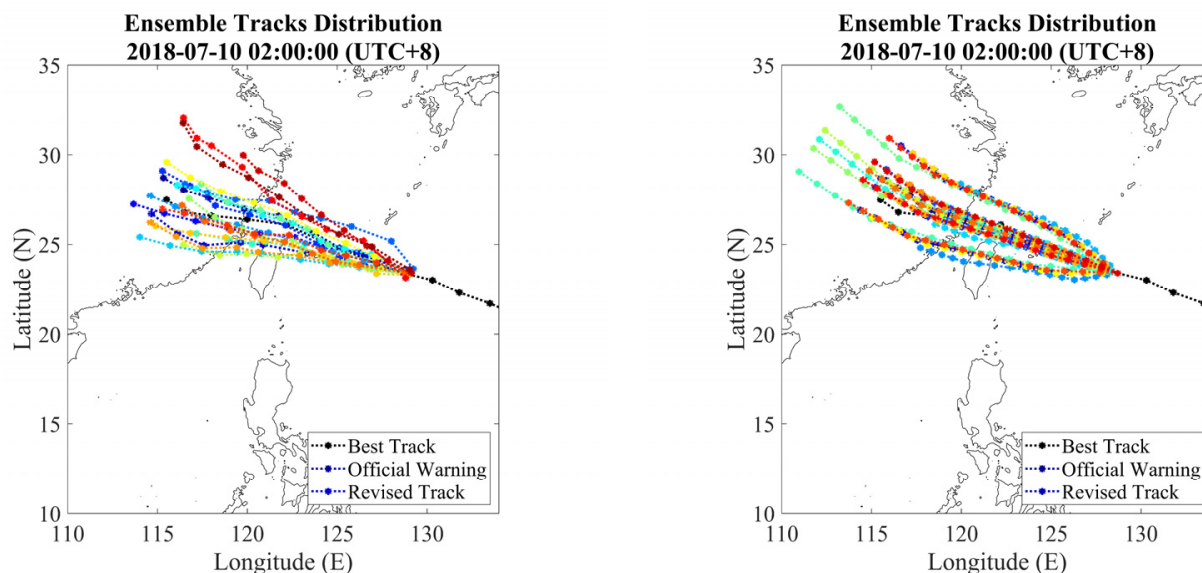 Ensemble Tracks Distribution
2018-07-10 02:00:00 (UTC+8)
35
30
25
20
15
10
Latitude (N)
110
115
120
125
130
Longitude (E)
Best Track
Official Warning
Revised Track
Ensemble Tracks Distribution
2018-07-10 02:00:00 (UTC+8)
35
30
25
20
15
10
Latitude (N)
110
115
120
125
130
Longitude (E)
Best Track
Official Warning
Revised Track